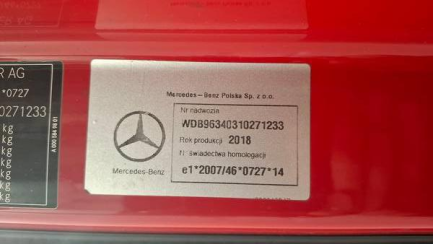 R AG
*0727
0271233
kg
kg
kg
kg
kg
Mercedes-Benz Polska Sp. z o.o.
Nr nadwozia
WDB96340310271233
Rok produkcji 2018
Nr świadectwa homologacji
e1*2007/46*0727*14
Mercedes-Benz